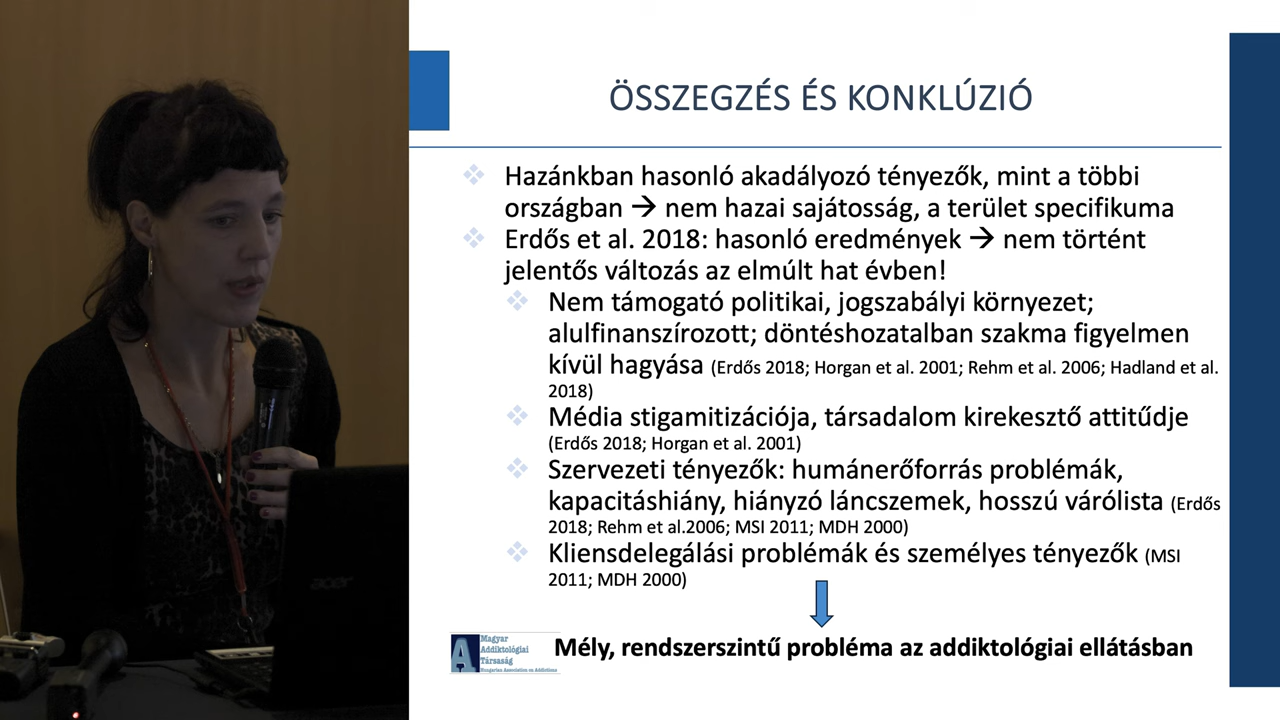 ÖSSZEGZÉS ÉS KONKLÚZIÓ
Hazánkban hasonló akadályozó tényezők, mint a többi
országban → nem hazai sajátosság, a terület specifikuma
Erdős et al. 2018: hasonló eredmények → nem történt
jelentős változás az elmúlt hat évben!
Nem támogató politikai, jogszabályi környezet;
alulfinanszírozott; döntéshozatalban szakma figyelmen
kívül hagyása (Erdős 2018; Horgan et al. 2001; Rehm et al. 2006; Hadland et al.
2018)
Média stigamitizációja, társadalom kirekesztő attitűdje
(Erdős 2018; Horgan et al. 2001)
Szervezeti tényezők: humánerőforrás problémák,
kapacitáshiány, hiányzó láncszemek, hosszú várólista (Erdős
2018; Rehm et al.2006; MSI 2011; MDH 2000)
Kliensdelegálási problémák és személyes tényezők (MSI
2011; MDH 2000)
Mély, rendszerszintű probléma az addiktológiai ellátásban
A
Magyar
Addiktológiai
Társaság
Hungarian Association on Addictions
acer